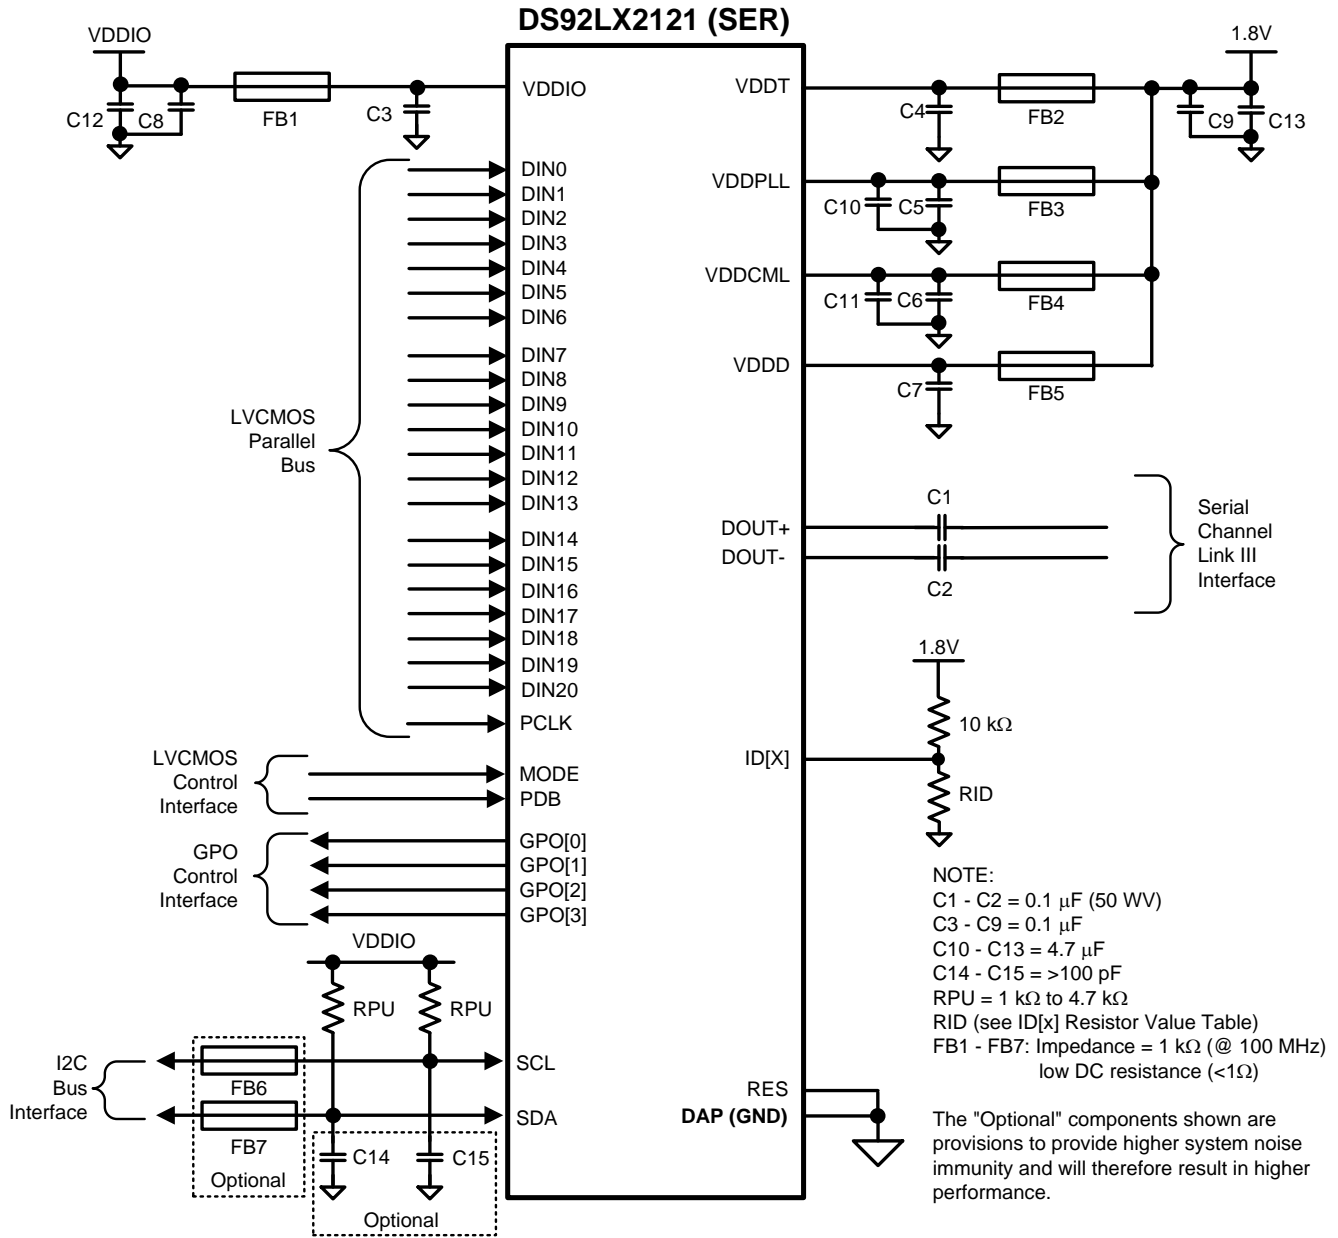 DS92LX2121 (SER)
VDDIO
C12
C8
FB1
C3
VDDIO
VDDT
C4
FB2
1.8V
C9
C13
VDDPLL
C10
C5
FB3
VDDCML
C11
C6
FB4
VDDD
C7
FB5
LVCMOS
Parallel
Bus
DIN0
DIN1
DIN2
DIN3
DIN4
DIN5
DIN6
DIN7
DIN8
DIN9
DIN10
DIN11
DIN12
DIN13
DIN14
DIN15
DIN16
DIN17
DIN18
DIN19
DIN20
PCLK
DOUT+
DOUT-
C1
C2
Serial
Channel
Link III
Interface
1.8V
10 kΩ
ID[X]
RID
LVCMOS
Control
Interface
MODE
PDB
GPO
Control
Interface
GPO[0]
GPO[1]
GPO[2]
GPO[3]
VDDIO
RPU
RPU
I2C
Bus
Interface
FB6
FB7
Optional
SCL
SDA
C14
C15
Optional
RES
DAP (GND)
NOTE:
C1 - C2 = 0.1 μF (50 WV)
C3 - C9 = 0.1 μF
C10 - C13 = 4.7 μF
C14 - C15 = >100 pF
RPU = 1 kΩ to 4.7 kΩ
RID (see ID[x] Resistor Value Table)
FB1 - FB7: Impedance = 1 kΩ (@ 100 MHz)
low DC resistance (<1Ω)
The "Optional" components shown are
provisions to provide higher system noise
immunity and will therefore result in higher
performance.